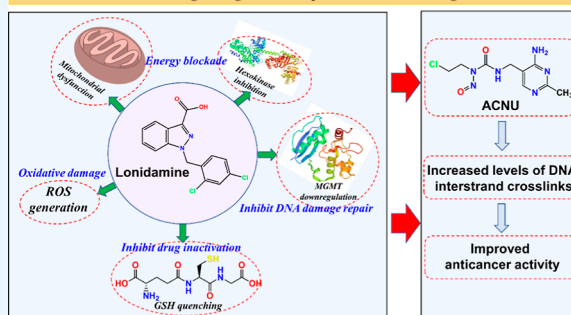 Energy blockade
Mitochondrial
dysfunction
Hexokinase
inhibition
OH
O
N
N
Lonidamine
Cl
Cl
Oxidative damage
ROS
generation
MGMT
downregulation
Inhibit DNA damage repair
Inhibit drug inactivation
SH
O
O
O
HO
N
H
N
H
OH
NH₂
GSH quenching
NH₂
O
Cl
N
N
H
N
N
CH₃
N
O
ACNU
Increased levels of DNA
interstrand crosslinks
Improved
anticancer activity